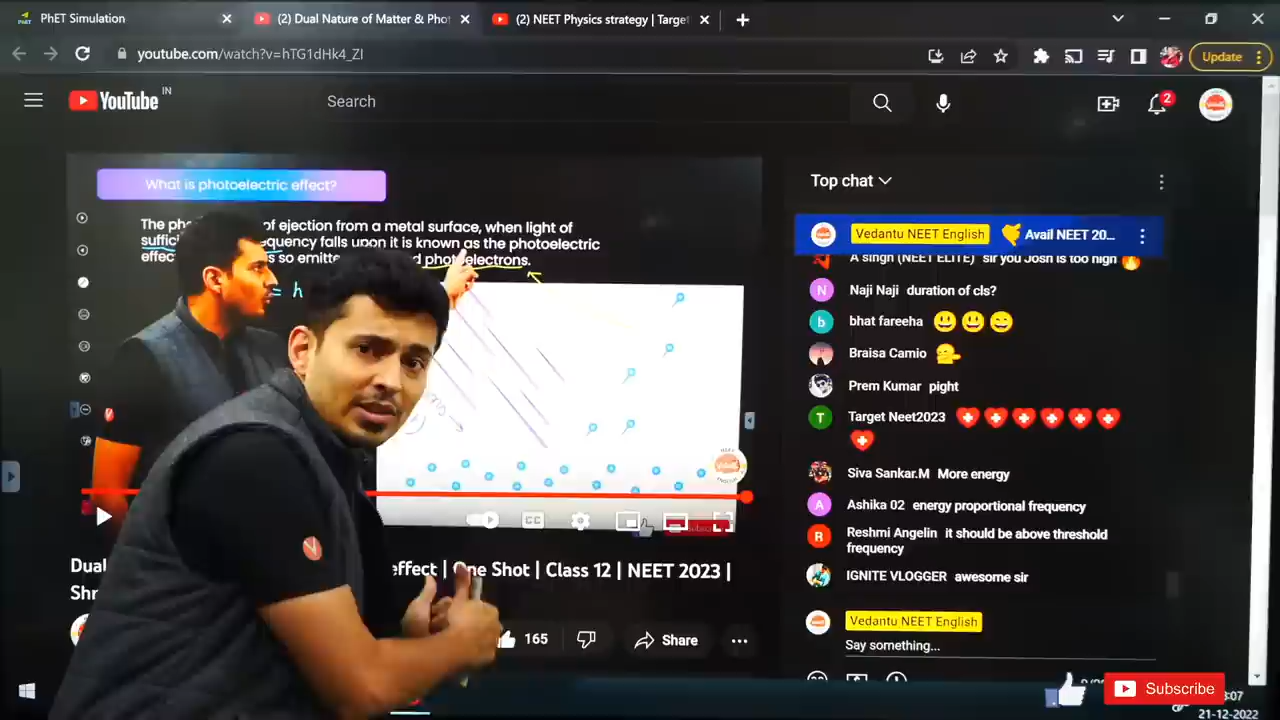 PhET Simulation
(2) Dual Nature of Matter & Phot
(2) NEET Physics strategy | Targe
youtube.com/watch?v=hTG1dHk4_ZI
Update
YouTube IN
Search
2
What is photoelectric effect?
of ejection from a metal surface, when light of
falls upon it is known as the photoelectric
so
photoelectrons.
= h
CC
effect | One Shot | Class 12 | NEET 2023 |
165
Share
Top chat
Vedantu NEET English Avail NEET 20...
A singh (NEET ELITE) sir you Josh is too high
Naji Naji duration of cls?
bhat fareeha
Braisa Camio
Prem Kumar pight
Target Neet2023
Siva Sankar.M More energy
Ashika 02 energy proportional frequency
Reshmi Angelin it should be above threshold
frequency
IGNITE VLOGGER awesome sir
Vedantu NEET English
Say something...
Subscribe
21-12-2022